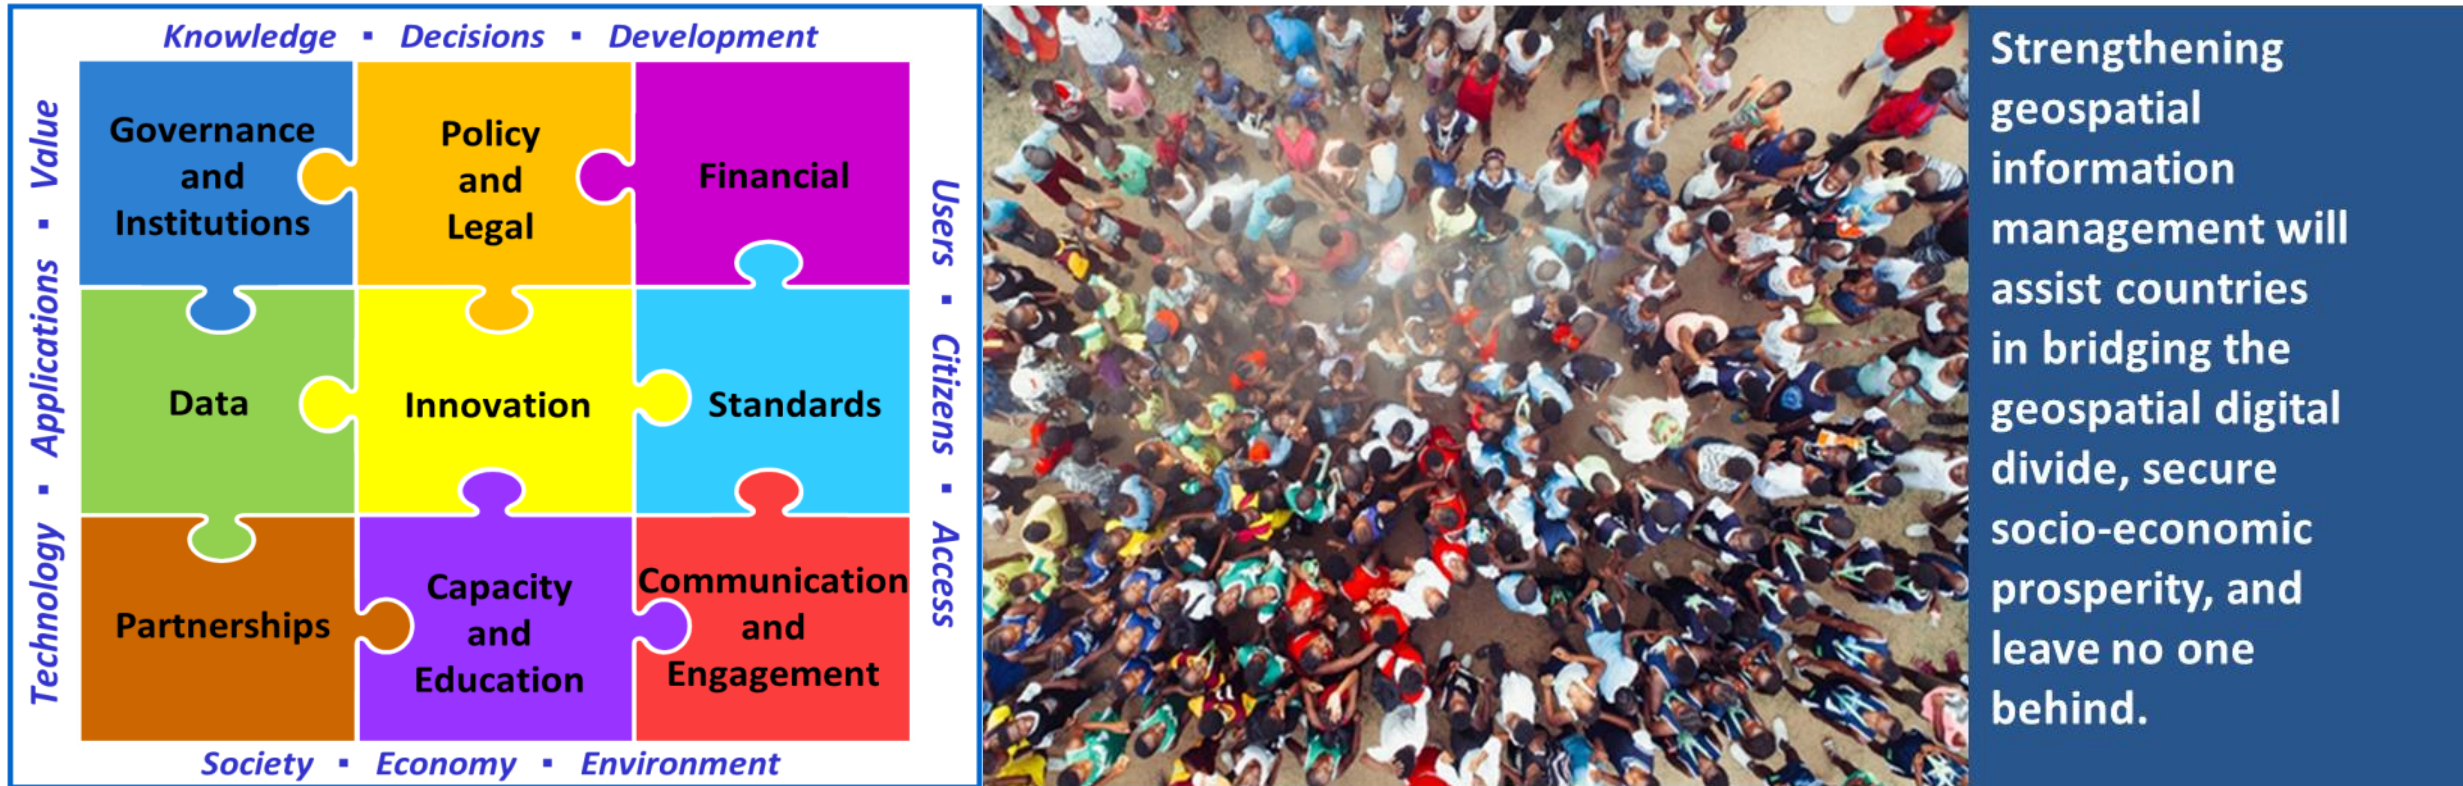 Knowledge ▪ Decisions ▪ Development
Technology ▪ Applications ▪ Value
Governance
and
Institutions
Policy
and
Legal
Financial
Data
Innovation
Standards
Partnerships
Capacity
and
Education
Communication
and
Engagement
Users ▪ Citizens ▪ Access
Society ▪ Economy ▪ Environment
Strengthening
geospatial
information
management will
assist countries
in bridging the
geospatial digital
divide, secure
socio-economic
prosperity, and
leave no one
behind.